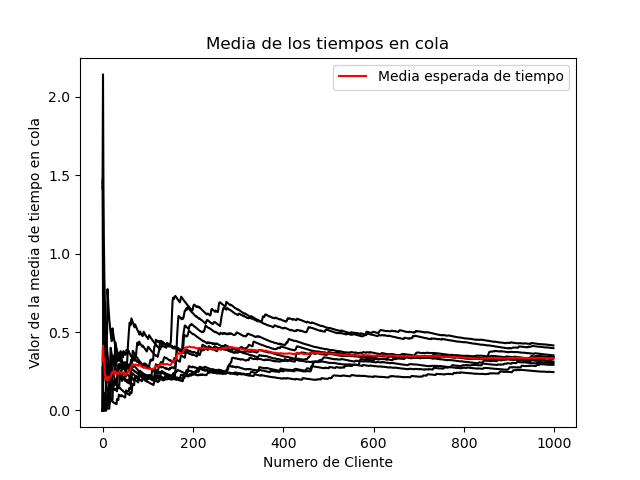 Media de los tiempos en cola
Media esperada de tiempo
Valor de la media de tiempo en cola
2.0
1.5
1.0
0.5
0.0
0 200 400 600 800 1000
Numero de Cliente